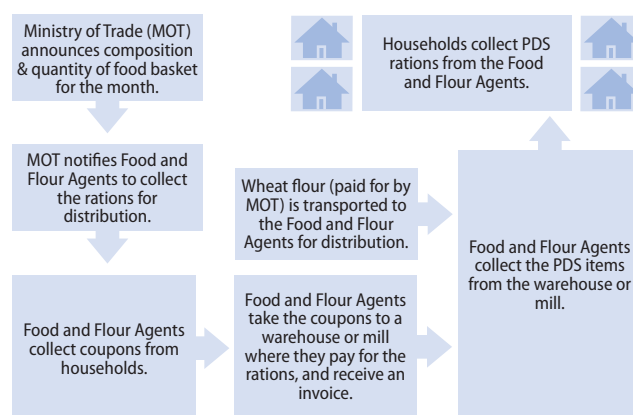 Ministry of Trade (MOT)
announces composition
& quantity of food basket
for the month.
MOT notifies Food and
Flour Agents to collect
the rations for
distribution.
Food and Flour Agents
collect coupons from
households.
Food and Flour Agents
take the coupons to a
warehouse or mill
where they pay for the
rations, and receive an
invoice.
Wheat flour (paid for by
MOT) is transported to
the Food and Flour
Agents for distribution.
Food and Flour Agents
collect the PDS items
from the warehouse or
mill.
Households collect PDS
rations from the Food
and Flour Agents.